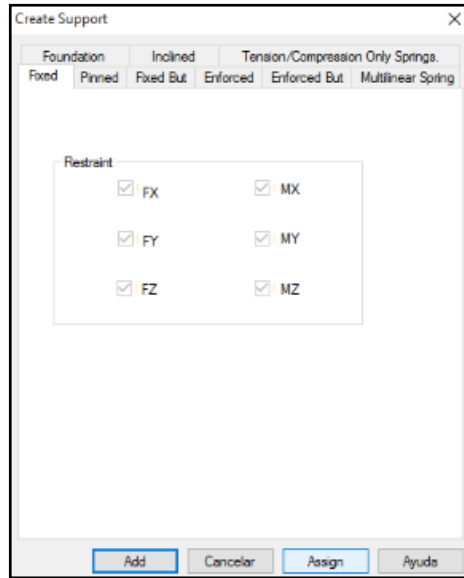 Create Support
Foundation Inclined Tension/Compression Only Springs.
Fixed Pinned Fixed But Enforced Enforced But Multilinear Spring
Restraint
FX MX
FY MY
FZ MZ
Add Cancelar Assign Ayuda